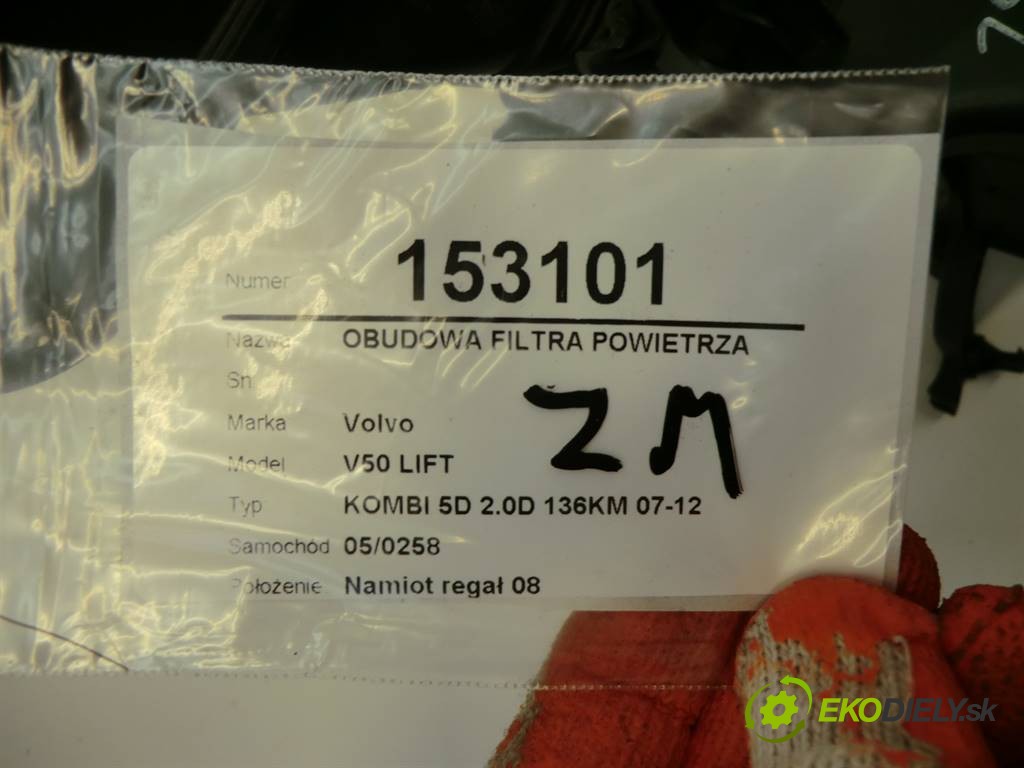 Numer 153101
Nazwa OBUDOWA FILTRA POWIETRZA
Sn
Marka Volvo
Model V50 LIFT
ZM
Typ KOMBI 5D 2.0D 136KM 07-12
Samochód 05/0258
Położenie Namiot regał 08
EKODIELY.sk